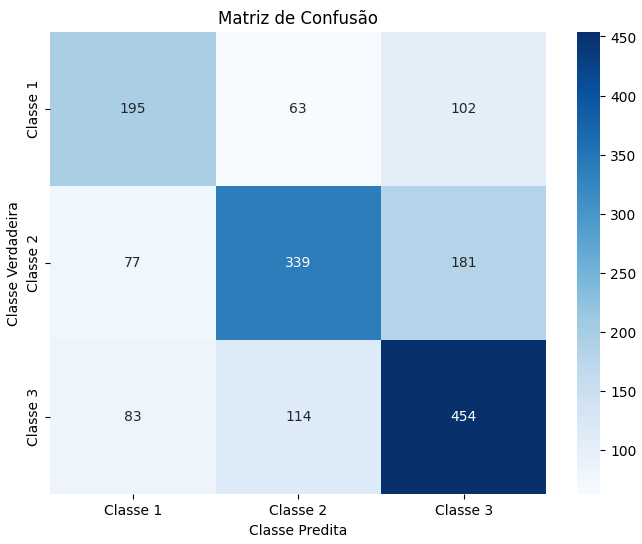 Matriz de Confusão
Classe Verdadeira
Classe 1
195 63 102
Classe 2
77 339 181
Classe 3
83 114 454
Classe 1 Classe 2 Classe 3
Classe Predita
450
400
350
300
250
200
150
100